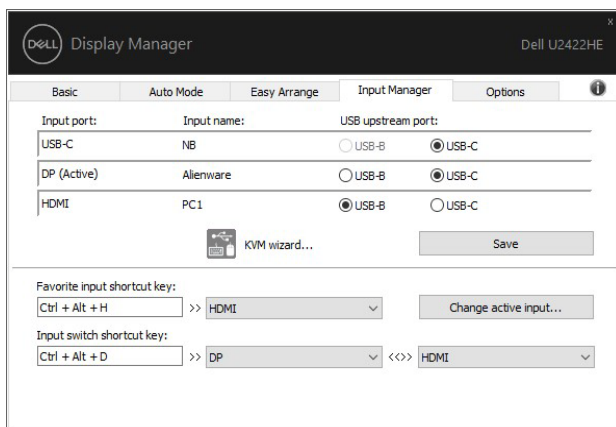 x
DELL Display Manager Dell U2422HE
Basic Auto Mode Easy Arrange Input Manager Options i
Input port: Input name: USB upstream port:
USB-C NB USB-B USB-C
DP (Active) Alienware USB-B USB-C
HDMI PC1 USB-B USB-C
KVM wizard... Save
Favorite input shortcut key:
Ctrl + Alt + H >> HDMI Change active input...
Input switch shortcut key:
Ctrl + Alt + D >> DP <<>> HDMI